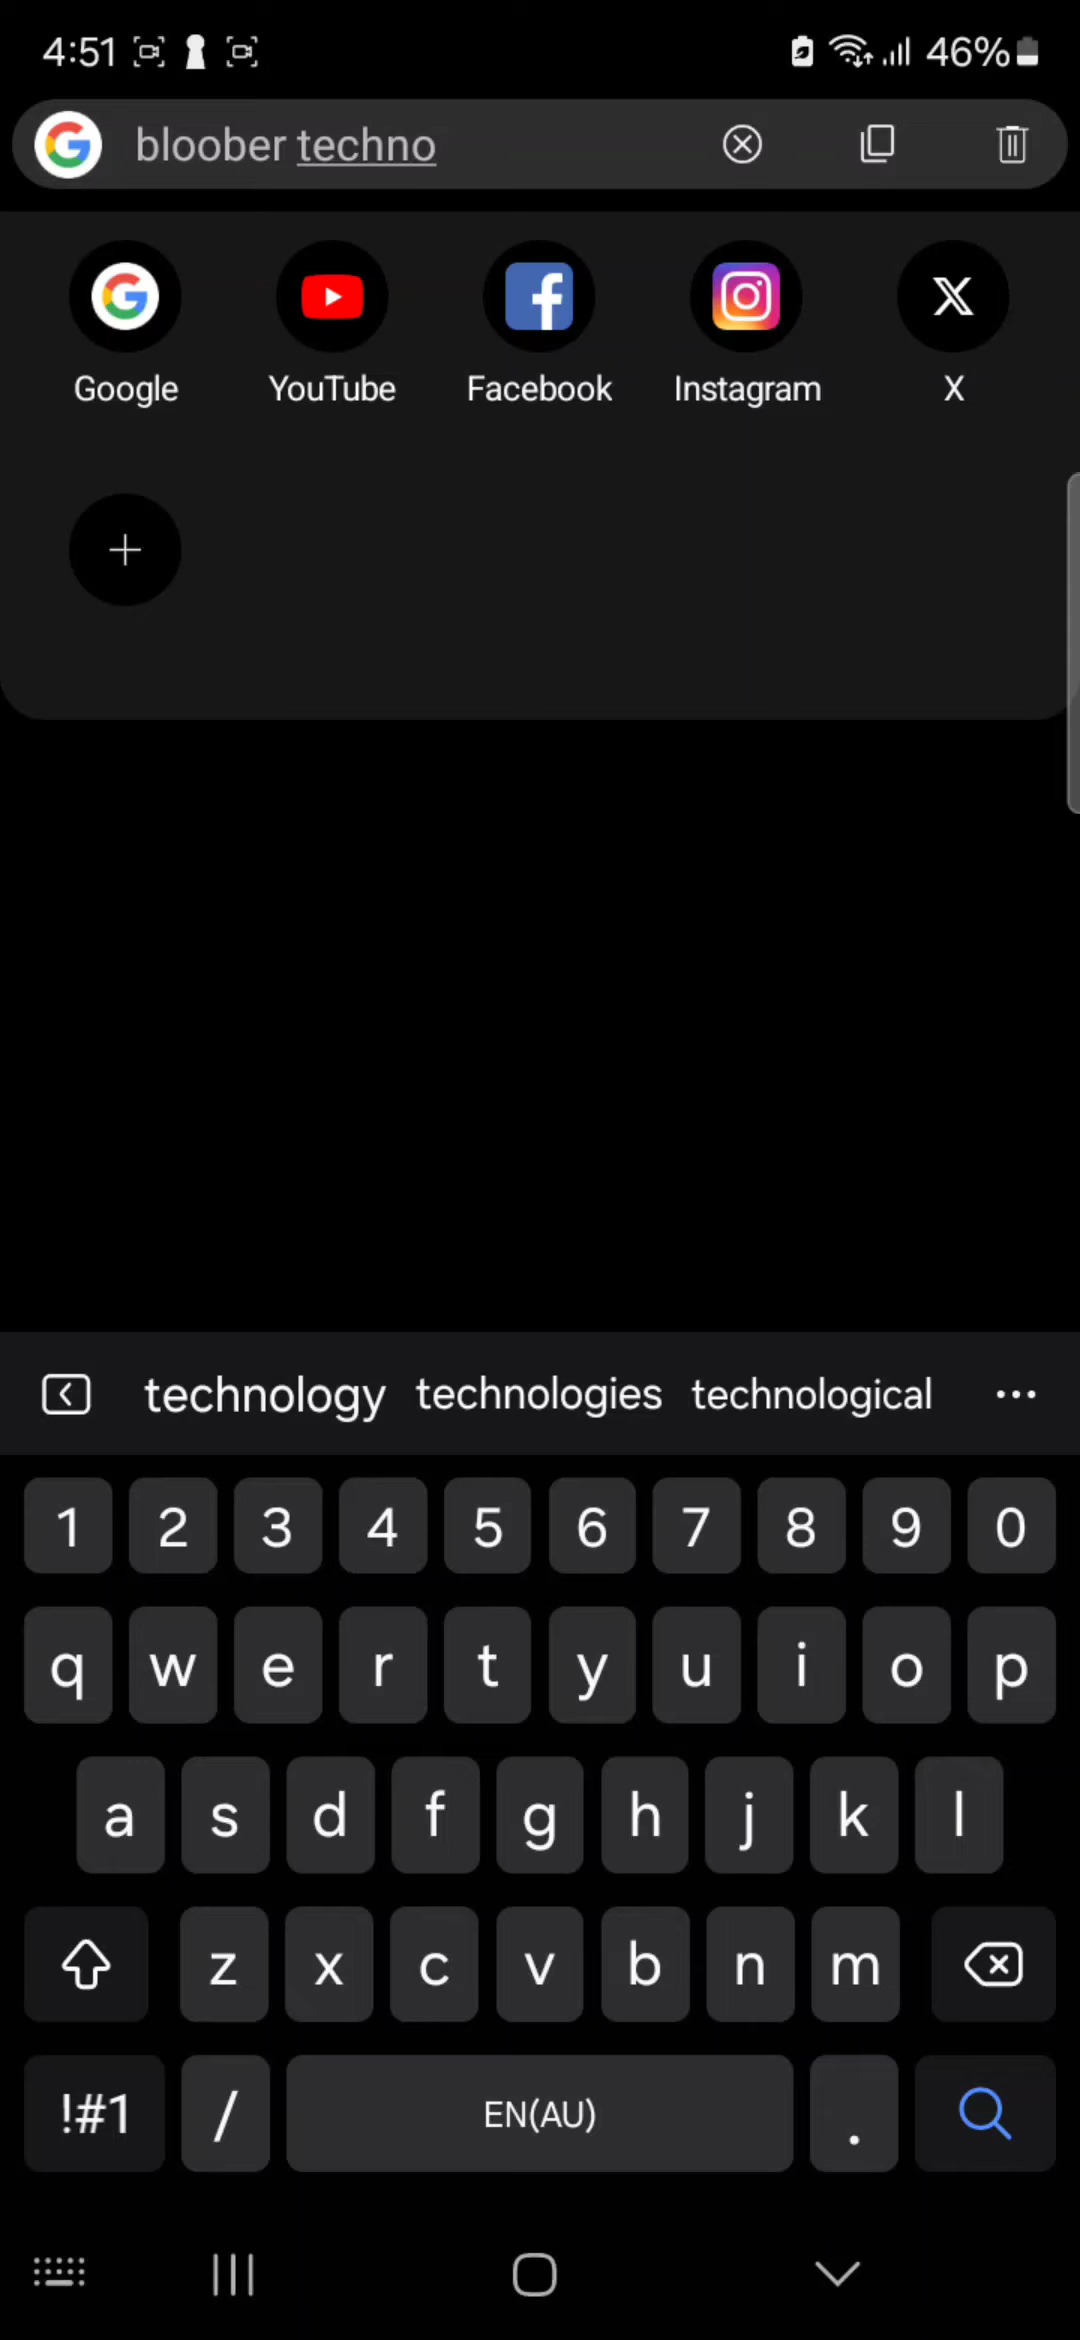 4:51 46%
bloober techno
Google YouTube Facebook Instagram X
technology technologies technological
1 2 3 4 5 6 7 8 9 0
q w e r t y u i o p
a s d f g h j k l
z x c v b n m
!#1 / EN(AU) .